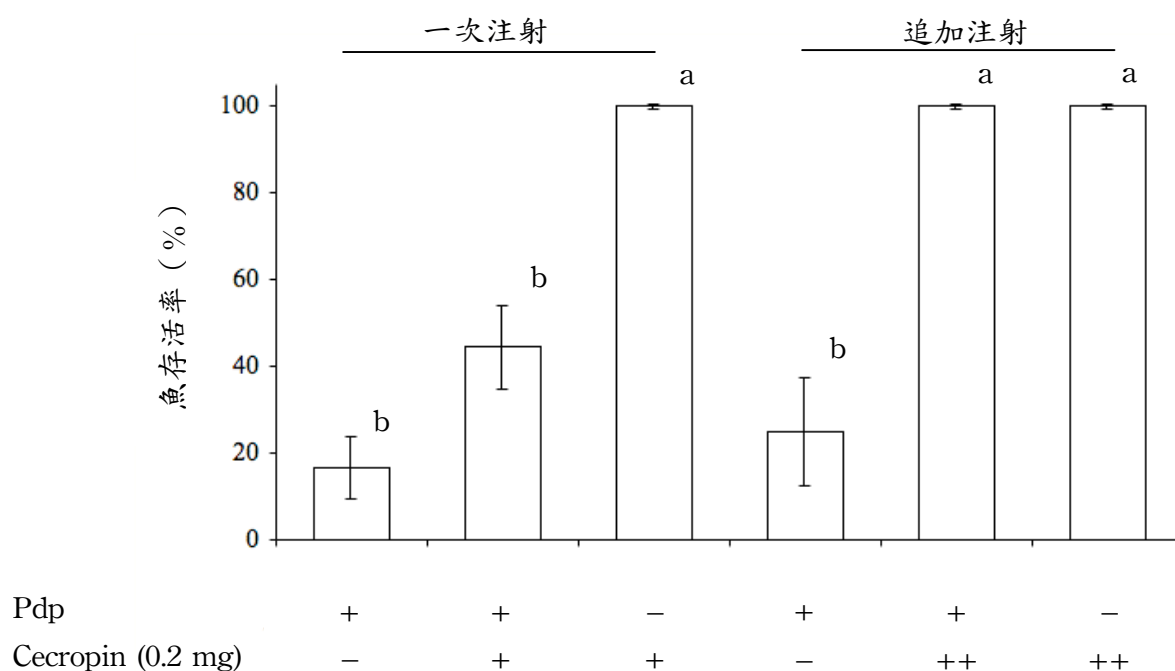 一次注射 追加注射
a a a
100
80
60
b
40
b
b
20
0
魚存活率(%)
Pdp + + − + + −
Cecropin (0.2 mg) − + + − ++ ++